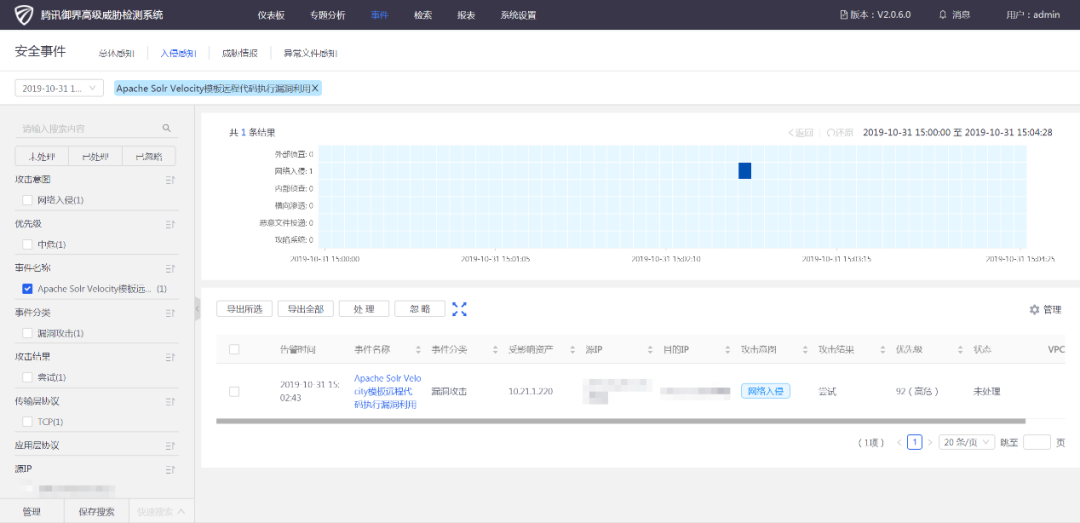 腾讯御界高级威胁检测系统 仪表板 专题分析 事件 检索 报表 系统设置 版本：V2.0.6.0 消息 用户：admin
安全事件 总体感知 入侵感知 威胁情报 异常文件感知
2019-10-31 1... Apache Solr Velocity模板远程代码执行漏洞利用X
请输入搜索内容
未处理 已处理 已忽略
攻击意图
网络入侵(1)
优先级
中危(1)
事件名称
Apache Solr Velocity模板远... (1)
事件分类
漏洞攻击(1)
攻击结果
尝试(1)
传输层协议
TCP(1)
应用层协议
源IP
管理 保存搜索 快速搜索
共 1 条结果 <返回 还原 2019-10-31 15:00:00 至 2019-10-31 15:04:28
外部侦查: 0
网络入侵: 1
内部侦查: 0
横向渗透: 0
恶意文件投递: 0
攻陷系统: 0
2019-10-31 15:00:00 2019-10-31 15:01:05 2019-10-31 15:02:10 2019-10-31 15:03:15 2019-10-31 15:04:25
导出所选 导出全部 处 理 忽 略 管理
告警时间 事件名称 事件分类 受影响资产 源IP 目的IP 攻击意图 攻击结果 优先级 状态 VPC
2019-10-31 15:02:43 Apache Solr Velocity模板远程代码执行漏洞利用 漏洞攻击 10.21.1.220 网络入侵 尝试 92（高危） 未处理
（1项） < 1 > 20 条/页 跳至 页